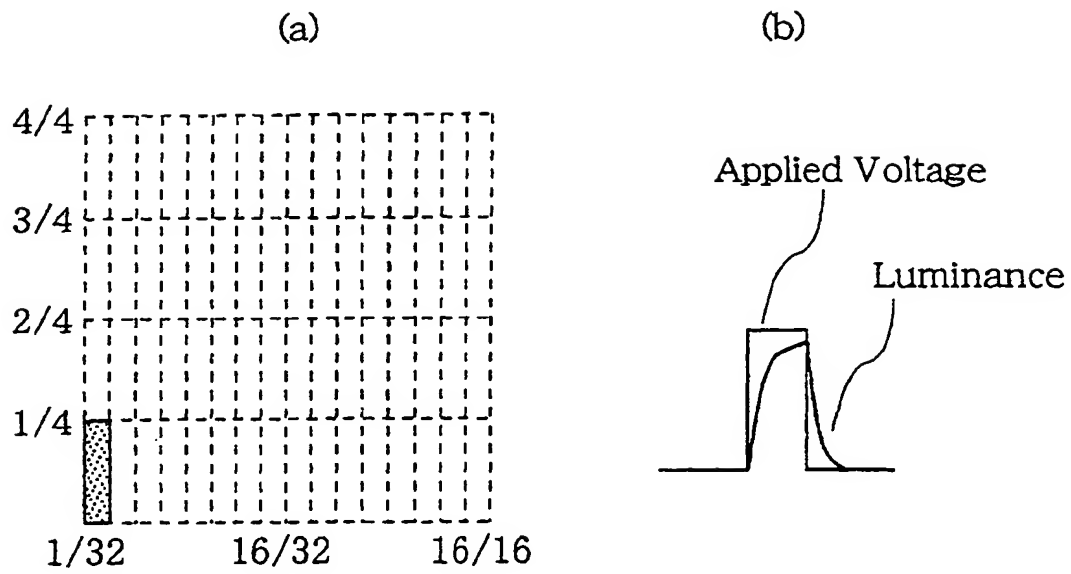 (a)
4/4
3/4
2/4
1/4
1/32 16/32 16/16
(b)
Applied Voltage
Luminance